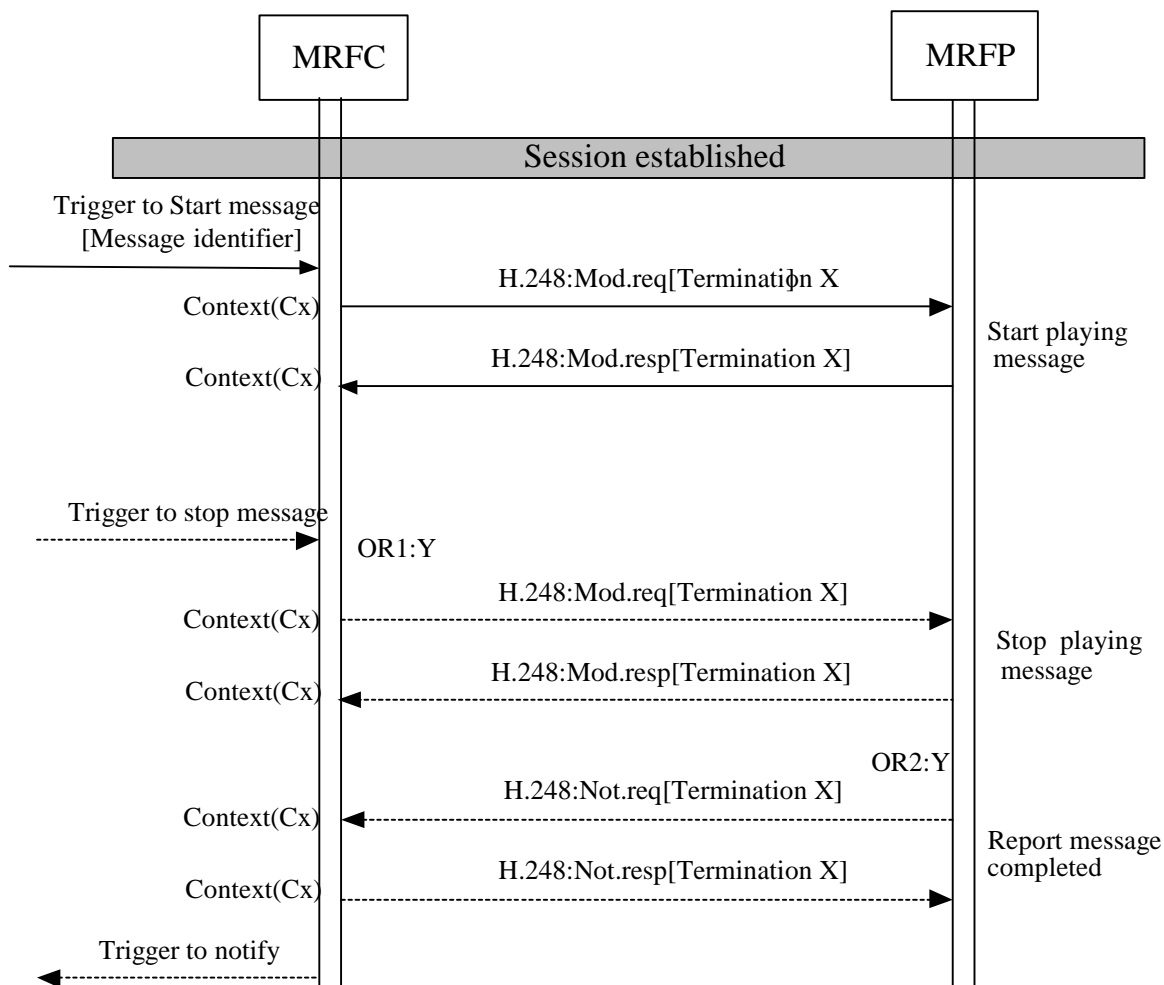 MRFC
MRFP
Session established
Trigger to Start message
[Message identifier]
H.248:Mod.req[Termination X
Context(Cx)
Start playing
message
H.248:Mod.resp[Termination X]
Context(Cx)
Trigger to stop message
OR1:Y
H.248:Mod.req[Termination X]
Context(Cx)
Stop playing
message
H.248:Mod.resp[Termination X]
Context(Cx)
OR2:Y
H.248:Not.req[Termination X]
Context(Cx)
Report message
completed
H.248:Not.resp[Termination X]
Context(Cx)
Trigger to notify